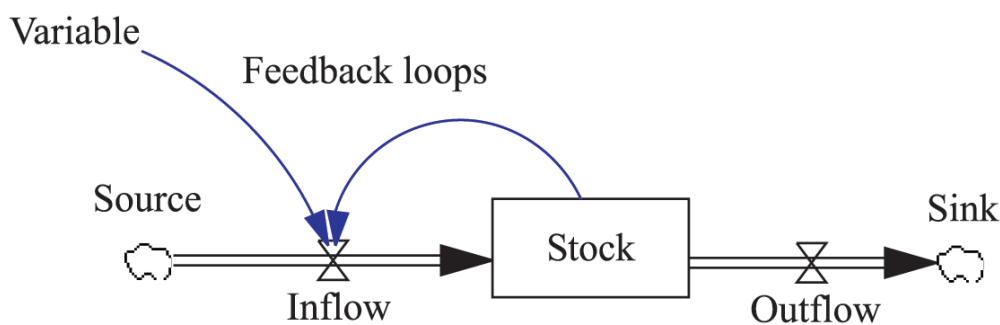 Variable
Feedback loops
Source
Sink
Stock
Inflow
Outflow